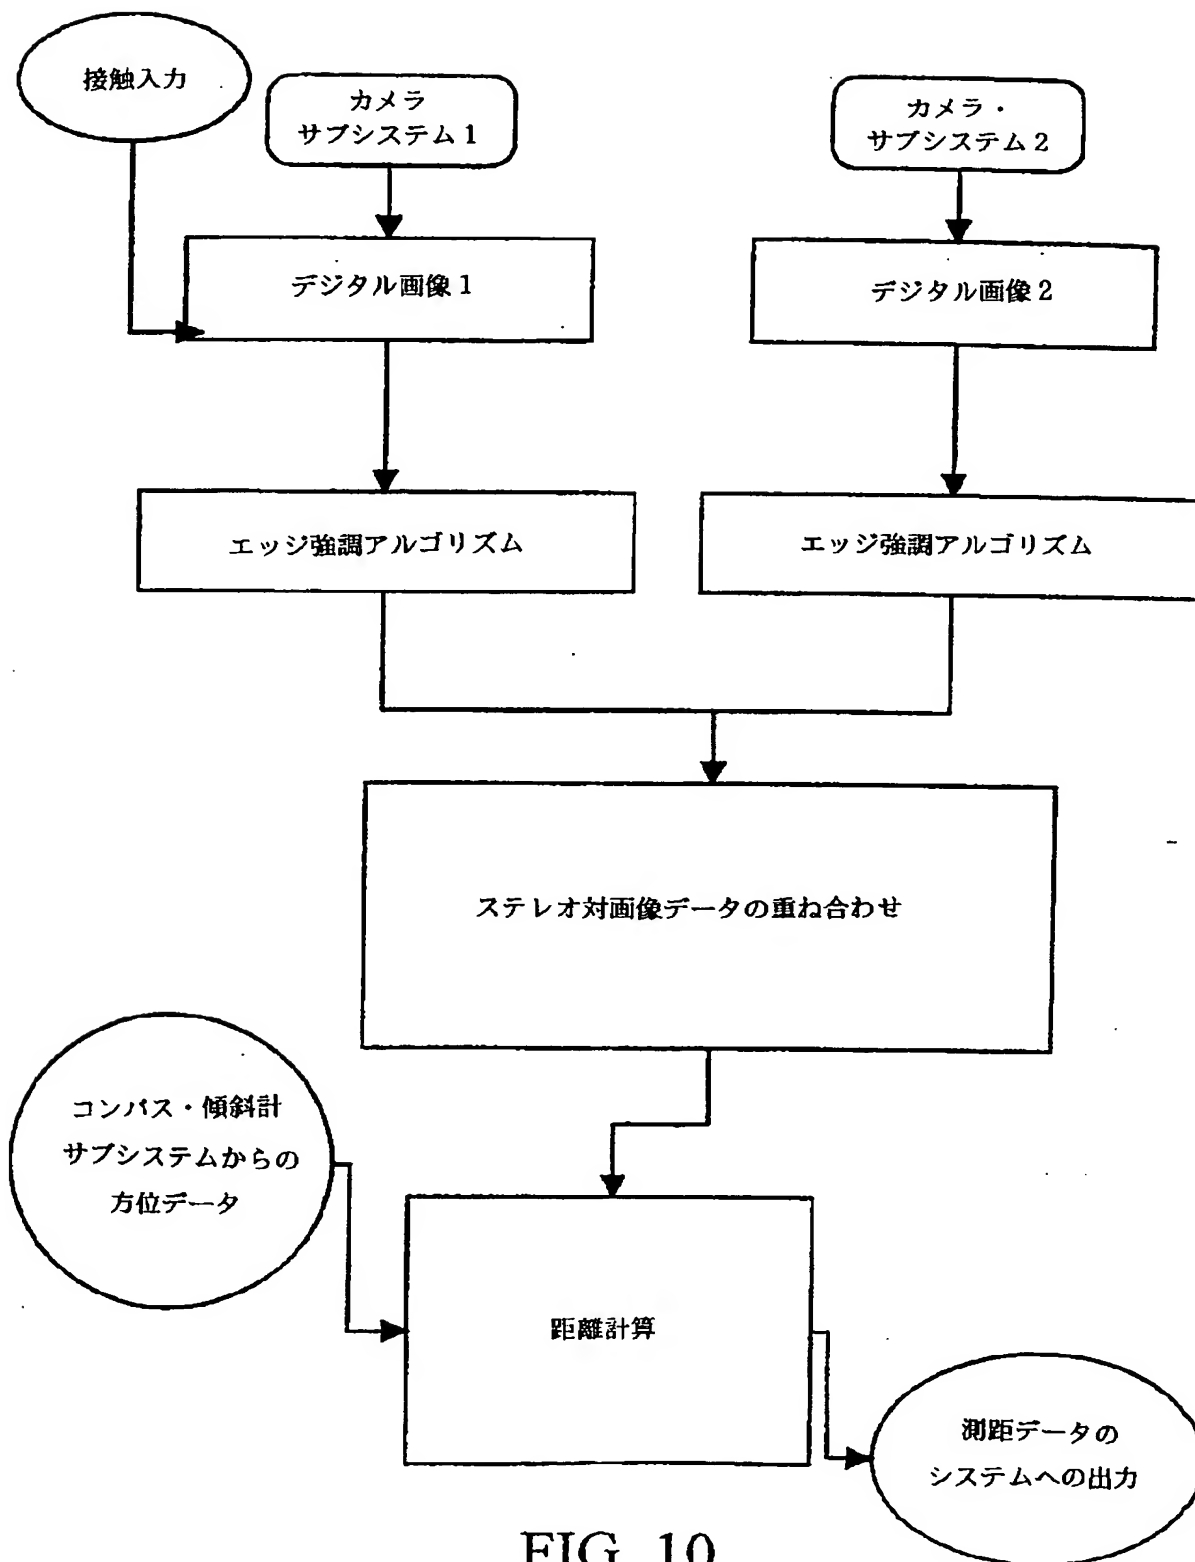 接触入力
カメラ
サブシステム1
カメラ・
サブシステム2
デジタル画像1
デジタル画像2
エッジ強調アルゴリズム
エッジ強調アルゴリズム
ステレオ対画像データの重ね合わせ
コンパス・傾斜計
サブシステムからの
方位データ
距離計算
測距データの
システムへの出力
FIG. 10